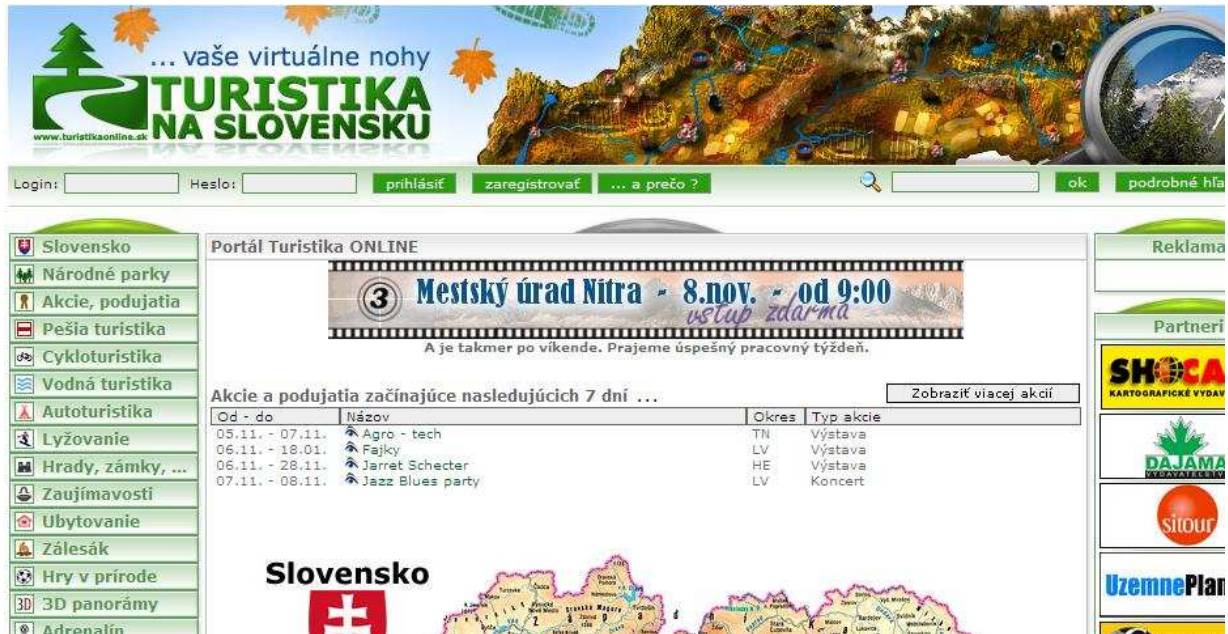 ... vaše virtuálne nohy
TURISTIKA
www.turistikaonline.sk NA SLOVENSKU
Login: Heslo: prihlásiť zaregistrovať ... a prečo ? ok podrobné hľa
Slovensko
Národné parky
Akcie, podujatia
Pešia turistika
Cykloturistika
Vodná turistika
Autoturistika
Lyžovanie
Hrady, zámky, ...
Zaujímavosti
Ubytovanie
Zálesák
Hry v prírode
3D 3D panorámy
Adrenalín
Portál Turistika ONLINE
3 Mestský úrad Nitra - 8.nov. - od 9:00
vstup zdarma
A je takmer po víkende. Prajeme úspešný pracovný týždeň.
Akcie a podujatia začínajúce nasledujúcich 7 dní ... Zobraziť viacej akcií
Od - do Názov Okres Typ akcie
05.11. - 07.11. Agro - tech TN Výstava
06.11. - 18.01. Fajky LV Výstava
06.11. - 28.11. Jarret Schecter HE Výstava
07.11. - 08.11. Jazz Blues party LV Koncert
Slovensko
Reklama
Partneri
SHOCA
KARTOGRAFICKÉ VYDAV
DAJAMA
VYDAVATEĽSTV
sitour
UzemnePlan